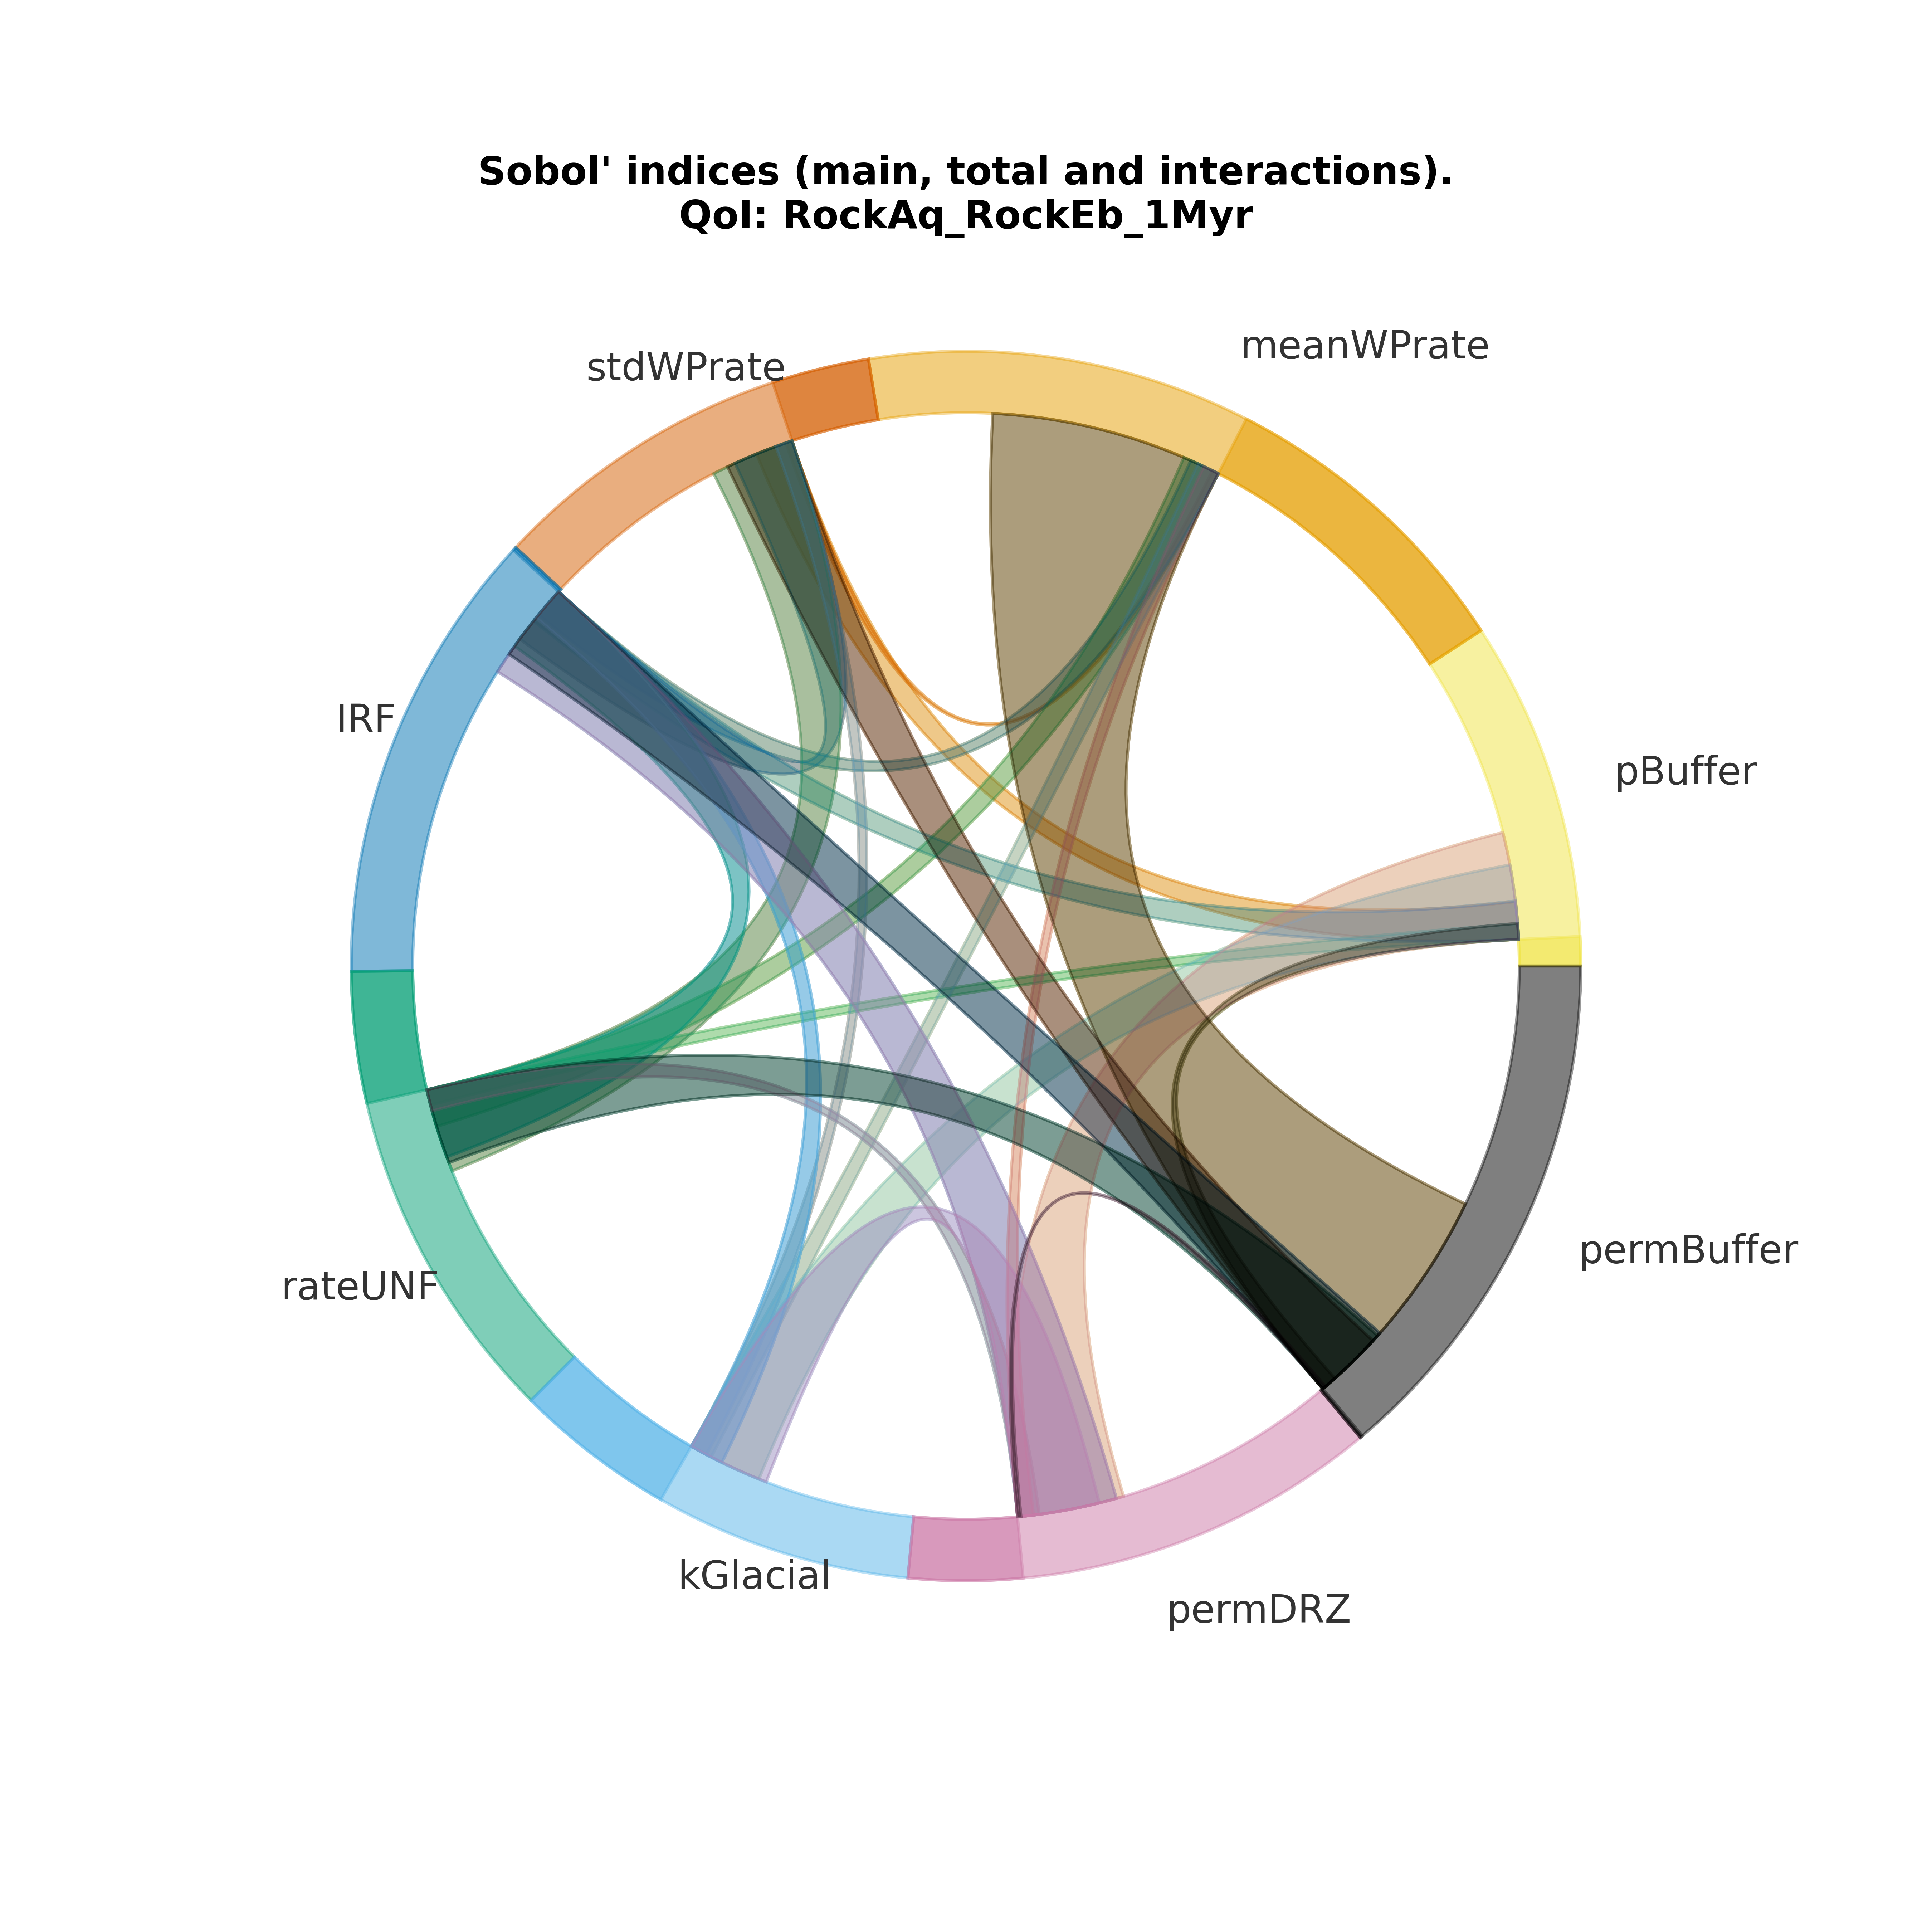 Sobol' indices (main, total and interactions).
QoI: RockAq_RockEb_1Myr
meanWPrate
stdWPrate
IRF
pBuffer
permBuffer
rateUNF
kGlacial
permDRZ